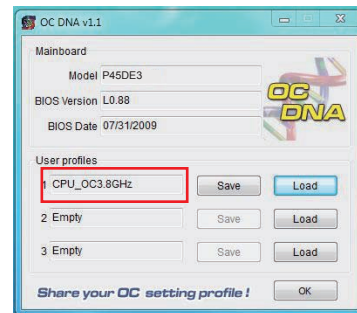 OC DNA v1.1
Mainboard
Model P45DE3
BIOS Version L0.88
BIOS Date 07/31/2009
OC DNA
User profiles
1 CPU_OC3.8GHz Save Load
2 Empty Save Load
3 Empty Save Load
Share your OC setting profile! OK